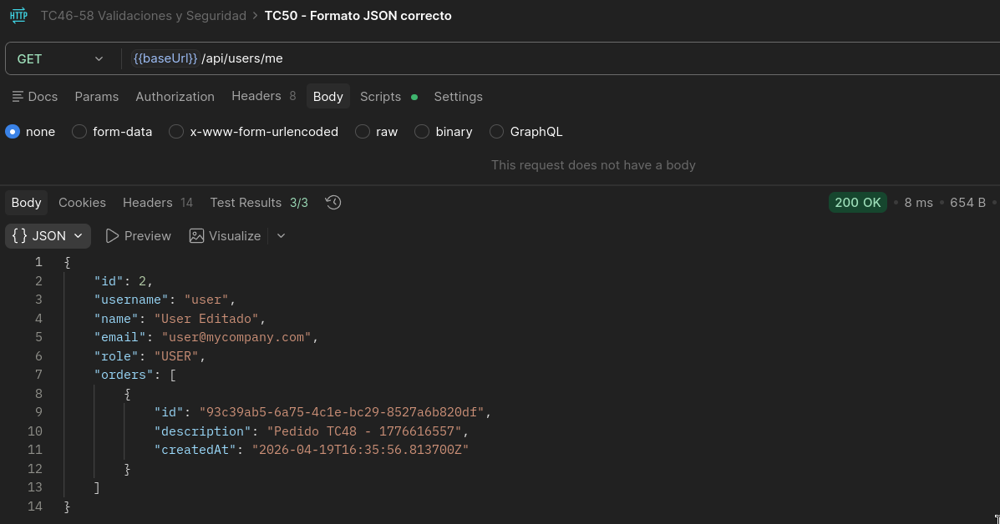 HTTP TC46-58 Validaciones y Seguridad > TC50 - Formato JSON correcto
GET {{baseUrl}} /api/users/me
Docs Params Authorization Headers 8 Body Scripts Settings
none form-data x-www-form-urlencoded raw binary GraphQL
This request does not have a body
Body Cookies Headers 14 Test Results 3/3 200 OK • 8 ms • 654 B •
{} JSON Preview Visualize
1 {
2 "id": 2,
3 "username": "user",
4 "name": "User Editado",
5 "email": "user@mycompany.com",
6 "role": "USER",
7 "orders": [
8 {
9 "id": "93c39ab5-6a75-4c1e-bc29-8527a6b820df",
10 "description": "Pedido TC48 - 1776616557",
11 "createdAt": "2026-04-19T16:35:56.813700Z"
12 }
13 ]
14 }